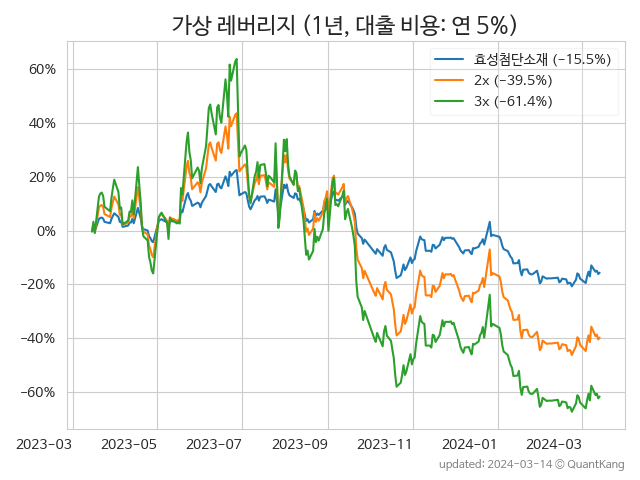 가상 레버리지 (1년, 대출 비용: 연 5%)
효성첨단소재 (−15.5%)
2x (−39.5%)
3x (−61.4%)
60%
40%
20%
0%
−20%
−40%
−60%
2023-03 2023-05 2023-07 2023-09 2023-11 2024-01 2024-03
updated: 2024-03-14 ⓒ QuantKang